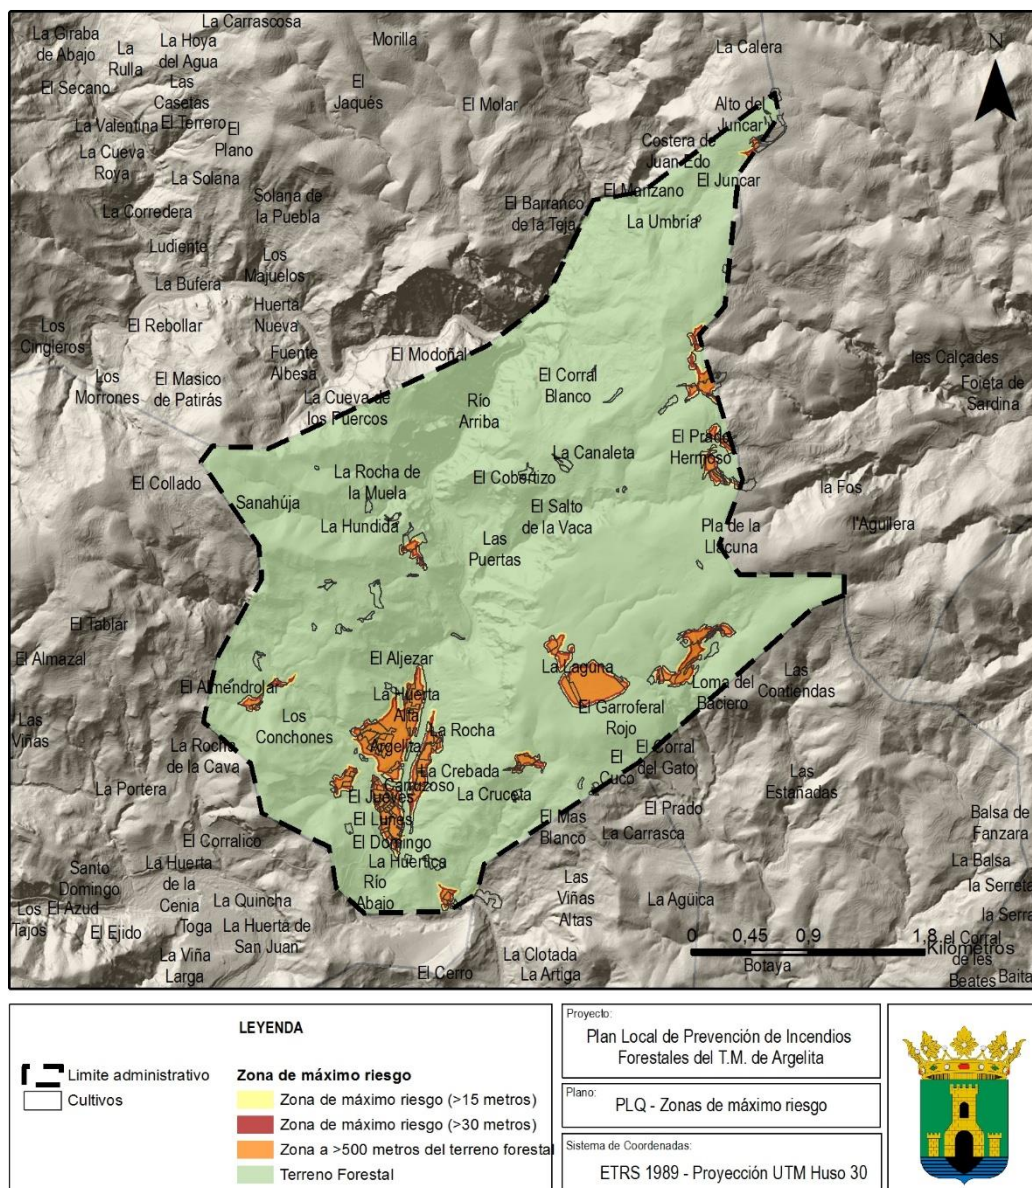 La Carrascosa
La Giraba
de Abajo
La
Rulla
La Hoya
del Agua
Morilla
La Calera
N
El Secano
Las
Casetas
El
Jaqués
El Molar
Alto del
Juncar
La Valentina
El Terrero
El
Plano
Costera de
Juan Edo
La Cueva
Roya
La Solana
El Juncar
El Manzano
Solana de
la Puebla
El Barranco
de la Teja
La Umbría
La Corredera
Ludiente
Los
Majuelos
La Bufera
Huerta
Nueva
Los
Cingleros
El Rebollar
Fuente
Albesa
El Modoñal
les Calçades
Los
Morrones
El Masico
de Patirás
El Corral
Blanco
Fojeta de
Sardina
La Cueva de
los Puercos
Río
Arriba
El Prado
Hermoso
La Canaleta
El Collado
La Rocha de
la Muela
El Cobertizo
Sanahúja
la Fos
La Hundida
El Salto
de la Vaca
l'Aguilera
Las
Puertas
Pla de la
Llacuna
El Tablar
El Almazal
El Aljezar
La Laguna
El Almendrolar
La Huerta
Alta
Loma del
Baciero
Las
Contiendas
Las
Viñas
Los
Conchones
La Rocha
El Garroferal
Rojo
La Rocha
de la Cava
Argelita
El Corral
del Gato
La Portera
La Crebada
El
Cuco
Las
Estañadas
Carrozoso
El Jueves
La Cruceta
El Prado
El Lunes
El Mas
Blanco
Balsa de
Fanzara
El Corralico
El Domingo
La Carrasca
Santo
Domingo
La Huerta
de la
Cenia
La Huertica
La Balsa
Río
Abajo
Las
Viñas
Altas
la Serreta
Los
Tajos
El Azud
La Quincha
La Agüica
El Ejido
Toga
La Huerta de
San Juan
la Serra
0 0,45 0,9 1,8
Kilómetros
La Viña
Larga
La Clotada
el Corral
de les
Beates
El Cerro
La Artiga
Botaya
Baita
LEYENDA
Limite administrativo
Cultivos
Zona de máximo riesgo
Zona de máximo riesgo (>15 metros)
Zona de máximo riesgo (>30 metros)
Zona a >500 metros del terreno forestal
Terreno Forestal
Proyecto:
Plan Local de Prevención de Incendios
Forestales del T.M. de Argelita
Plano:
PLQ - Zonas de máximo riesgo
Sistema de Coordenadas:
ETRS 1989 - Proyección UTM Huso 30